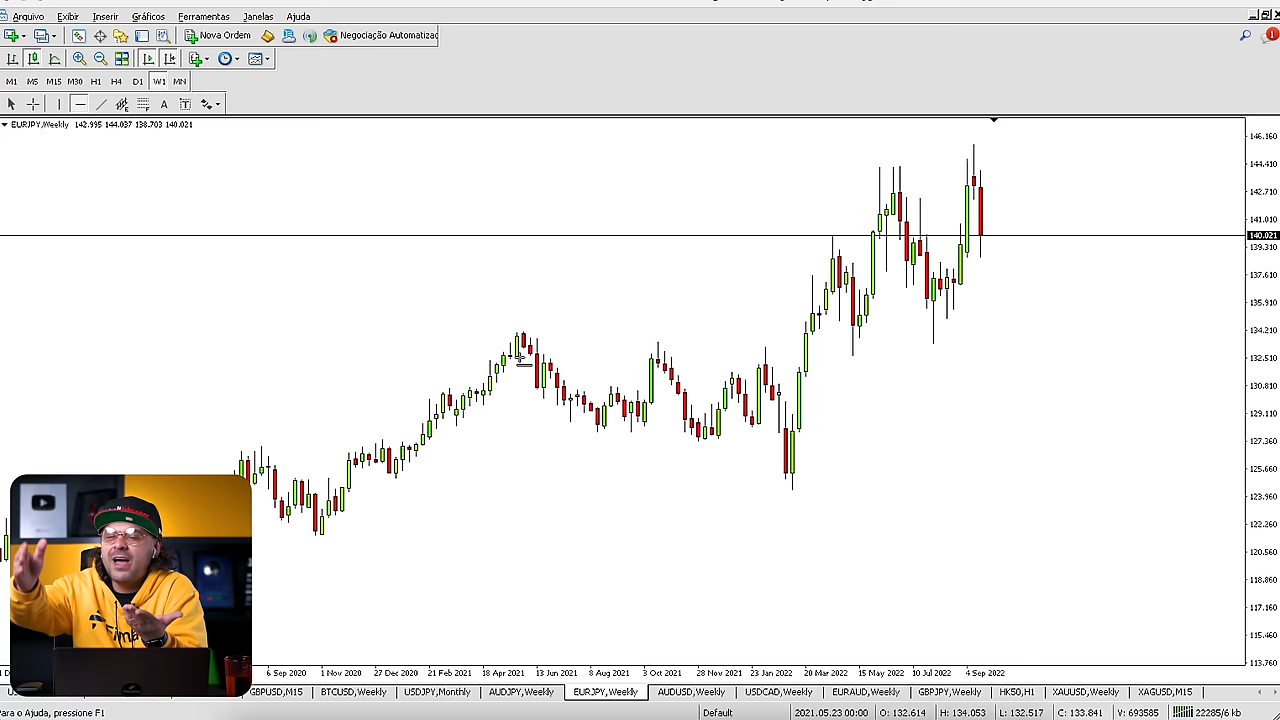 Arquivo Exibir Inserir Gráficos Ferramentas Janelas Ajuda
Nova Ordem Negociação Automatizac
1
M1 M5 M15 M30 H1 H4 D1 W1 MN
A T
EURJPY,Weekly 142.995 144.037 138.703 140.021
146.160
144.410
142.710
141.010
140.021
139.310
137.610
135.910
134.210
132.510
130.810
129.110
127.360
125.660
123.960
122.260
120.560
118.860
117.160
115.460
113.760
6 Sep 2020 1 Nov 2020 27 Dec 2020 21 Feb 2021 18 Apr 2021 13 Jun 2021 8 Aug 2021 3 Oct 2021 28 Nov 2021 23 Jan 2022 20 Mar 2022 15 May 2022 10 Jul 2022 4 Sep 2022
GBPUSD,M15 BTCUSD,Weekly USDJPY,Monthly AUDJPY,Weekly EURJPY,Weekly AUDUSD,Weekly USDCAD,Weekly EURAUD,Weekly GBPJPY,Weekly HK50,H1 XAUUSD,Weekly XAGUSD,M15
Para o Ajuda, pressione F1 Default 2021.05.23 00:00 O: 132.614 H: 134.053 L: 132.517 C: 133.841 V: 693585 22285/6 kb